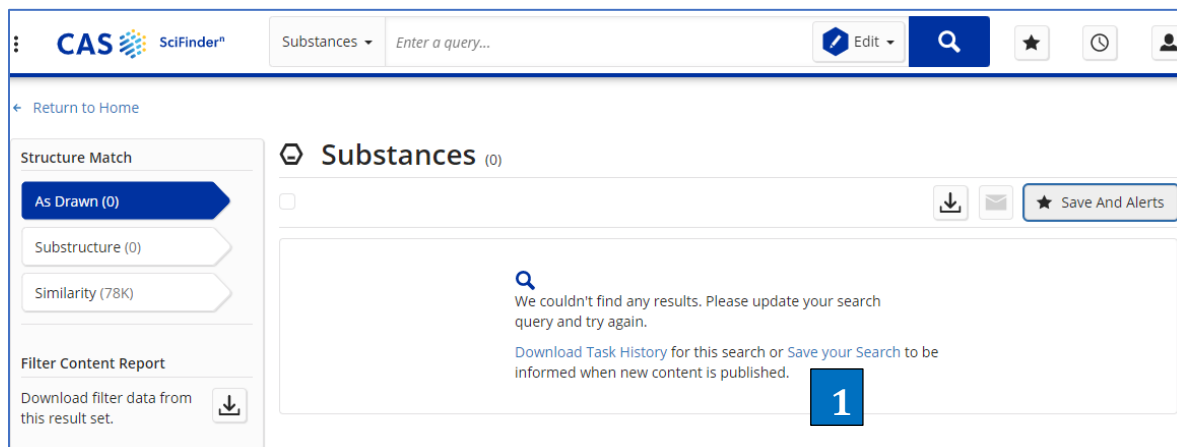 CAS SciFinderⁿ Substances Enter a query... Edit
Return to Home
Structure Match
As Drawn (0)
Substructure (0)
Similarity (78K)
Filter Content Report
Download filter data from
this result set.
Substances (0)
Save And Alerts
We couldn't find any results. Please update your search
query and try again.
Download Task History for this search or Save your Search to be
informed when new content is published.
1